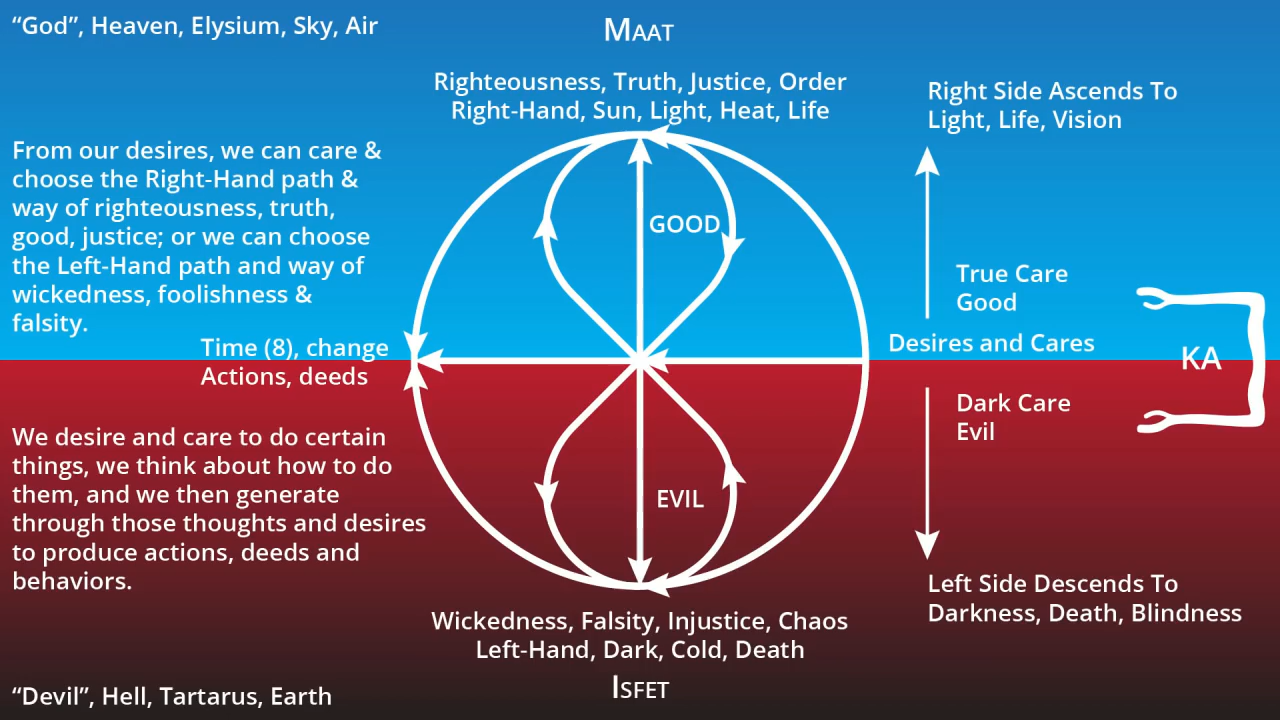 “God”, Heaven, Elysium, Sky, Air
MAAT
Righteousness, Truth, Justice, Order
Right-Hand, Sun, Light, Heat, Life
Right Side Ascends To
Light, Life, Vision
From our desires, we can care &
choose the Right-Hand path &
way of righteousness, truth,
good, justice; or we can choose
the Left-Hand path and way of
wickedness, foolishness &
falsity.
GOOD
True Care
Good
Time (8), change
Actions, deeds
Desires and Cares
KA
Dark Care
Evil
We desire and care to do certain
things, we think about how to do
them, and we then generate
through those thoughts and desires
to produce actions, deeds and
behaviors.
EVIL
Left Side Descends To
Darkness, Death, Blindness
Wickedness, Falsity, Injustice, Chaos
Left-Hand, Dark, Cold, Death
ISFET
“Devil”, Hell, Tartarus, Earth